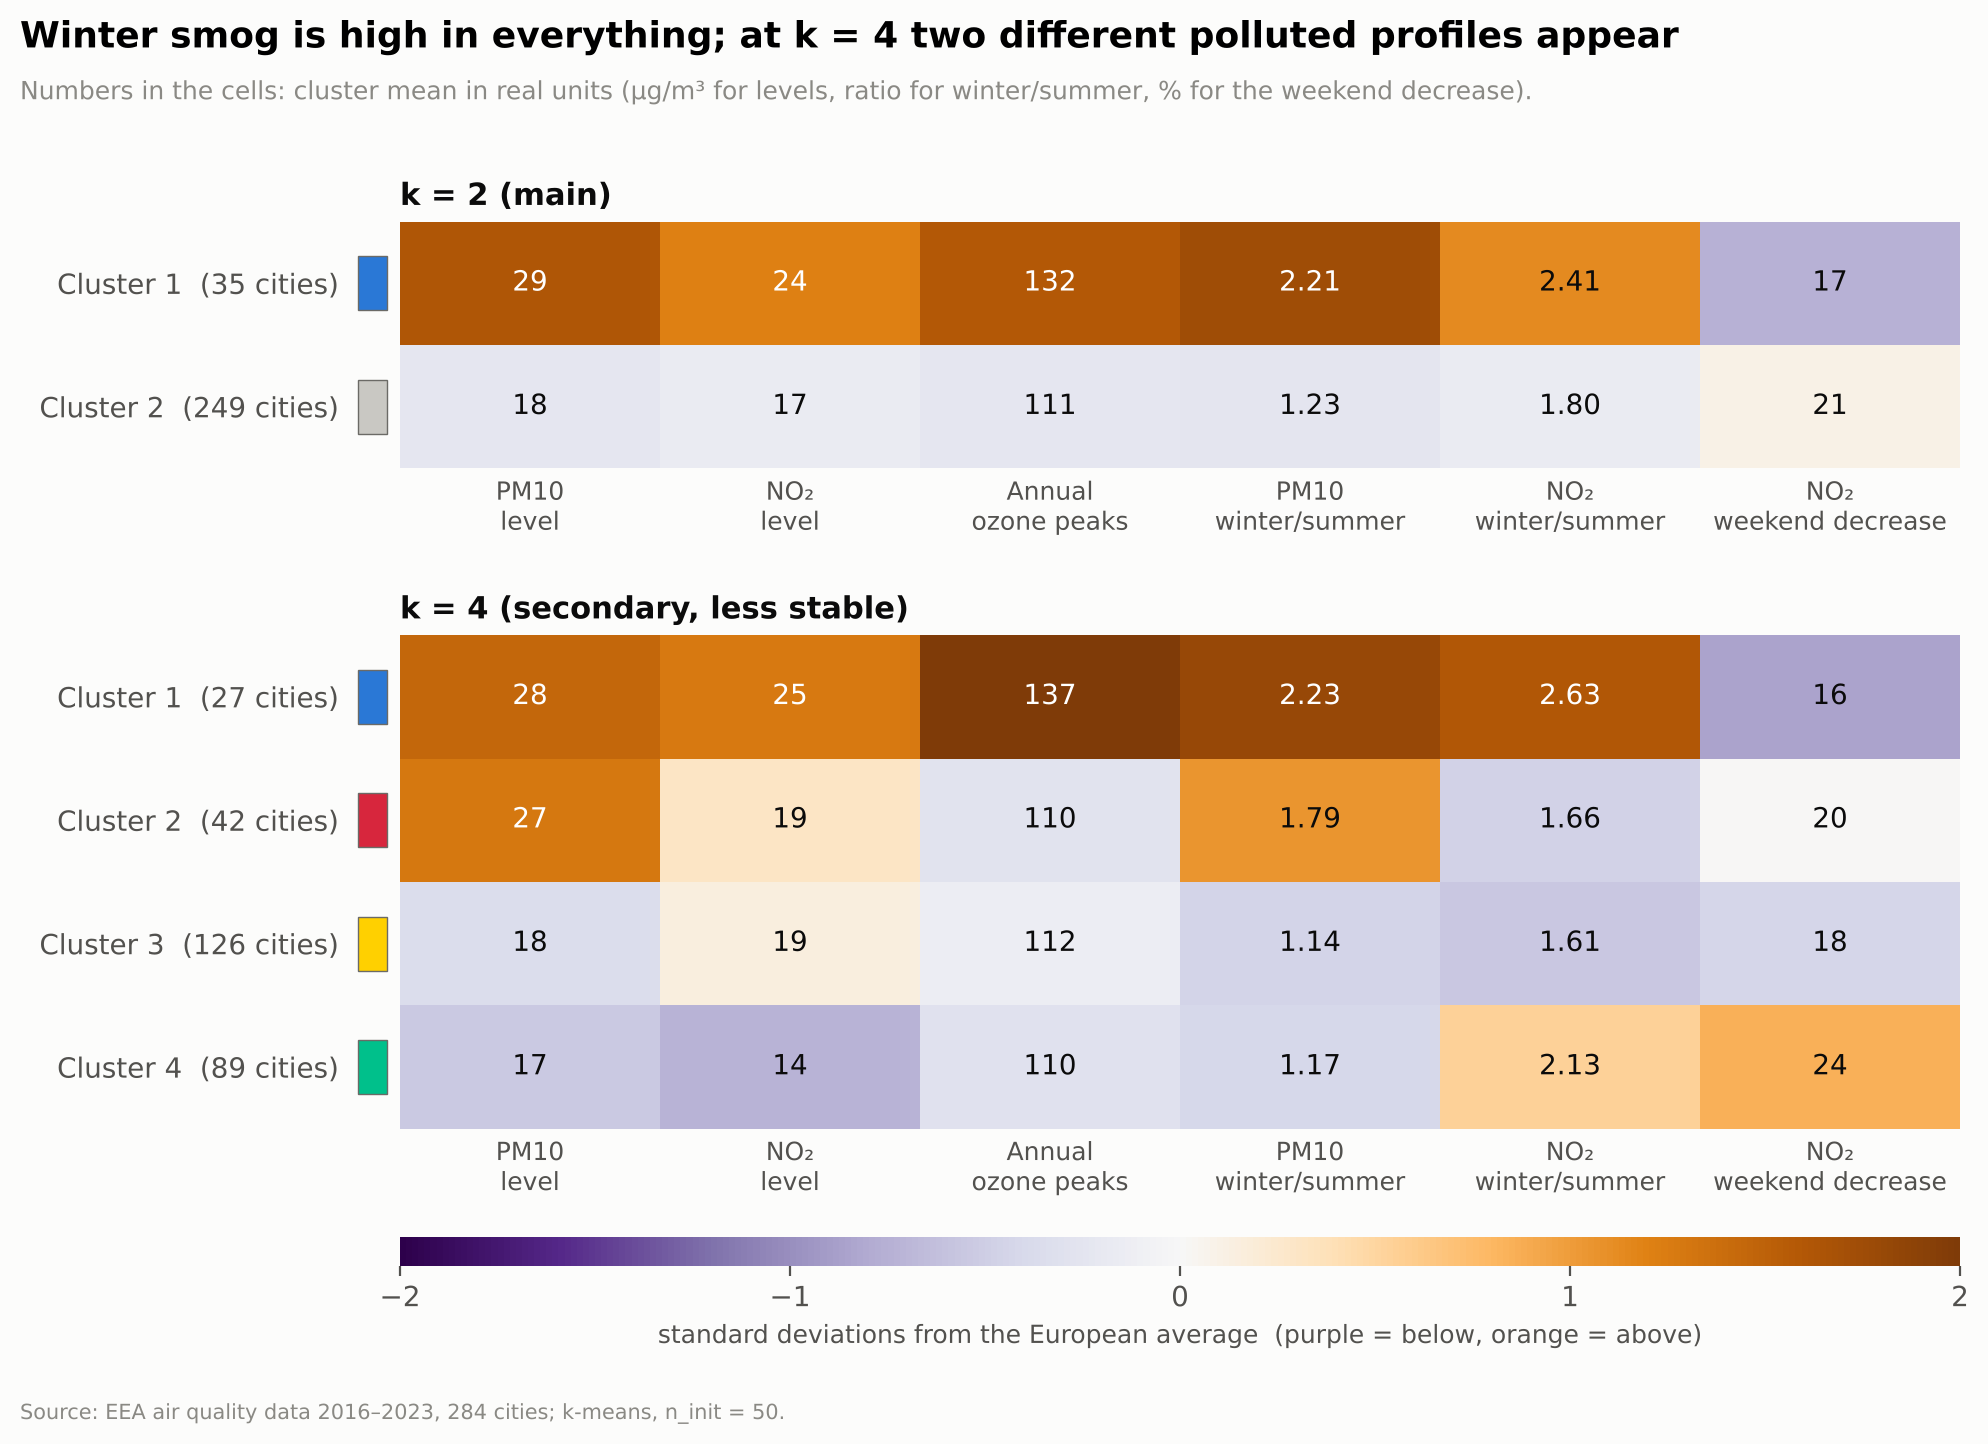 Winter smog is high in everything; at k = 4 two different polluted profiles appear
Numbers in the cells: cluster mean in real units (µg/m³ for levels, ratio for winter/summer, % for the weekend decrease).
k = 2 (main)
Cluster 1 (35 cities) 29 24 132 2.21 2.41 17
Cluster 2 (249 cities) 18 17 111 1.23 1.80 21
PM10 NO₂ Annual PM10 NO₂ NO₂
level level ozone peaks winter/summer winter/summer weekend decrease
k = 4 (secondary, less stable)
Cluster 1 (27 cities) 28 25 137 2.23 2.63 16
Cluster 2 (42 cities) 27 19 110 1.79 1.66 20
Cluster 3 (126 cities) 18 19 112 1.14 1.61 18
Cluster 4 (89 cities) 17 14 110 1.17 2.13 24
PM10 NO₂ Annual PM10 NO₂ NO₂
level level ozone peaks winter/summer winter/summer weekend decrease
−2 −1 0 1 2
standard deviations from the European average (purple = below, orange = above)
Source: EEA air quality data 2016–2023, 284 cities; k-means, n_init = 50.